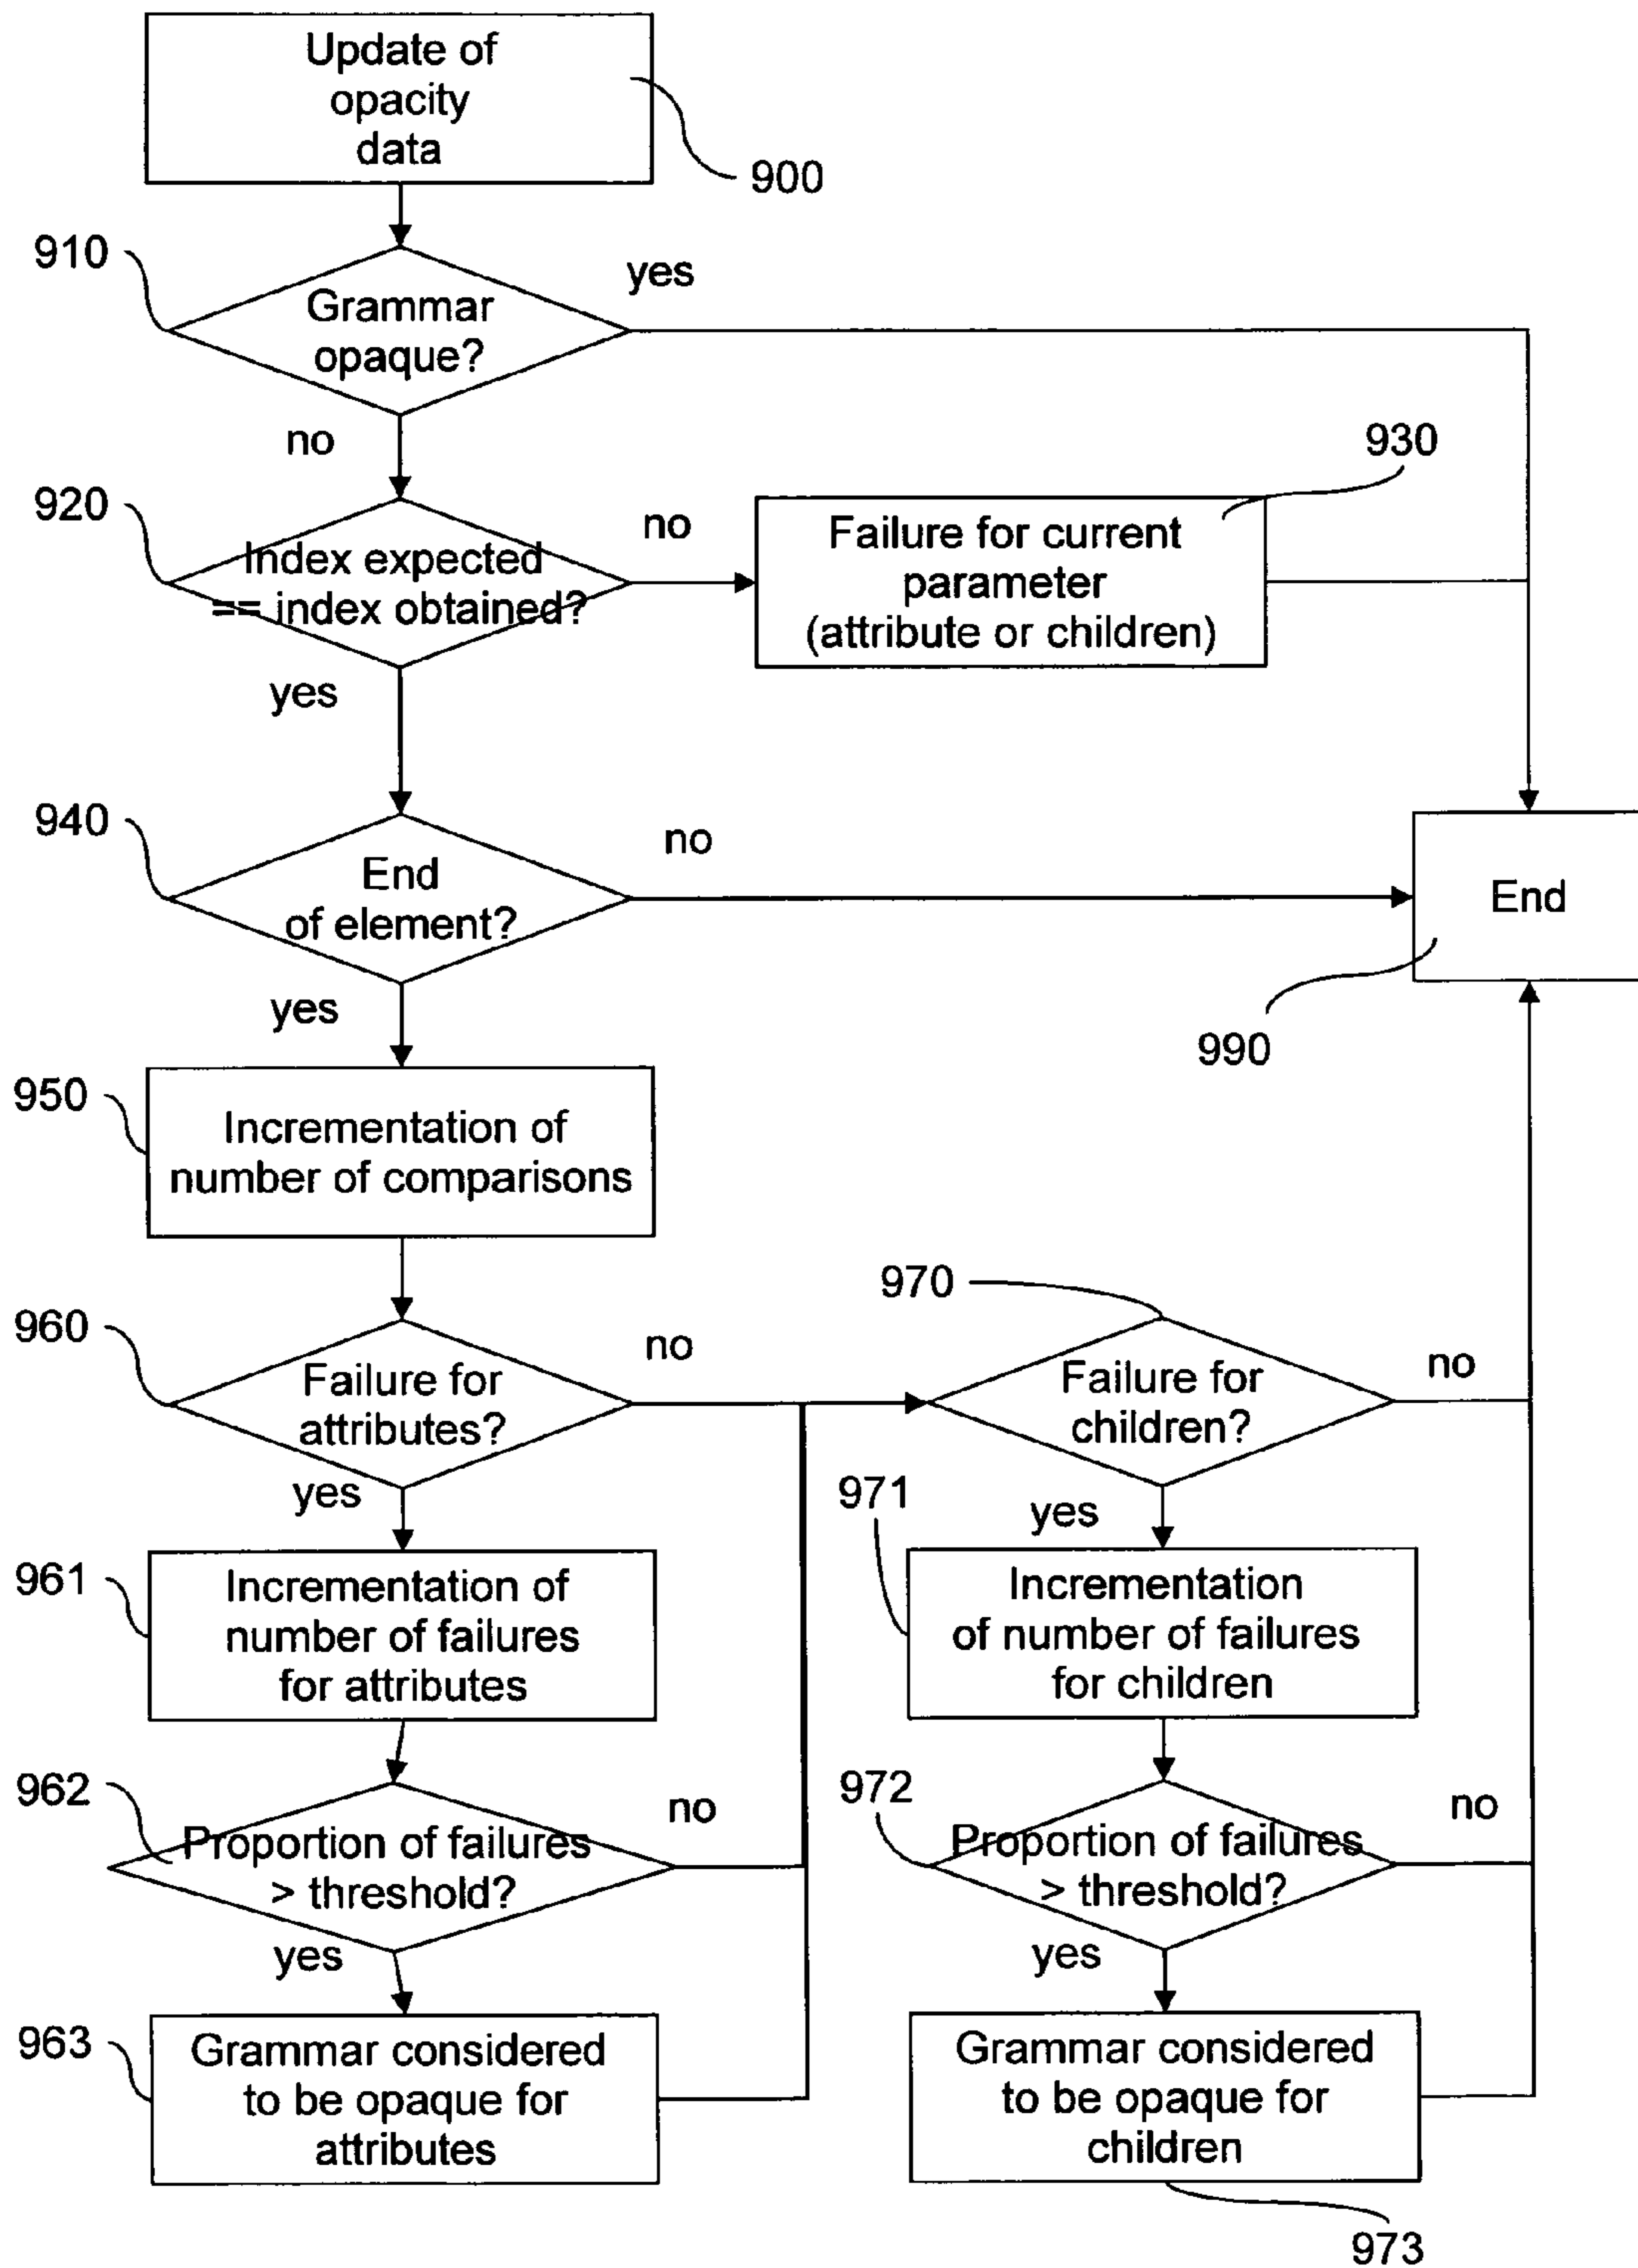 Update of
opacity
data
900
910
Grammar
opaque?
yes
no
920
Index expected
== index obtained?
no
930
Failure for current
parameter
(attribute or children)
yes
940
End
of element?
no
End
990
yes
950
Incrementation of
number of comparisons
960
Failure for
attributes?
no
970
Failure for
children?
no
yes
961
Incrementation of
number of failures
for attributes
971
yes
Incrementation
of number of failures
for children
962
Proportion of failures
> threshold?
no
972
Proportion of failures
> threshold?
no
yes
963
Grammar considered
to be opaque for
attributes
yes
Grammar considered
to be opaque for
children
973